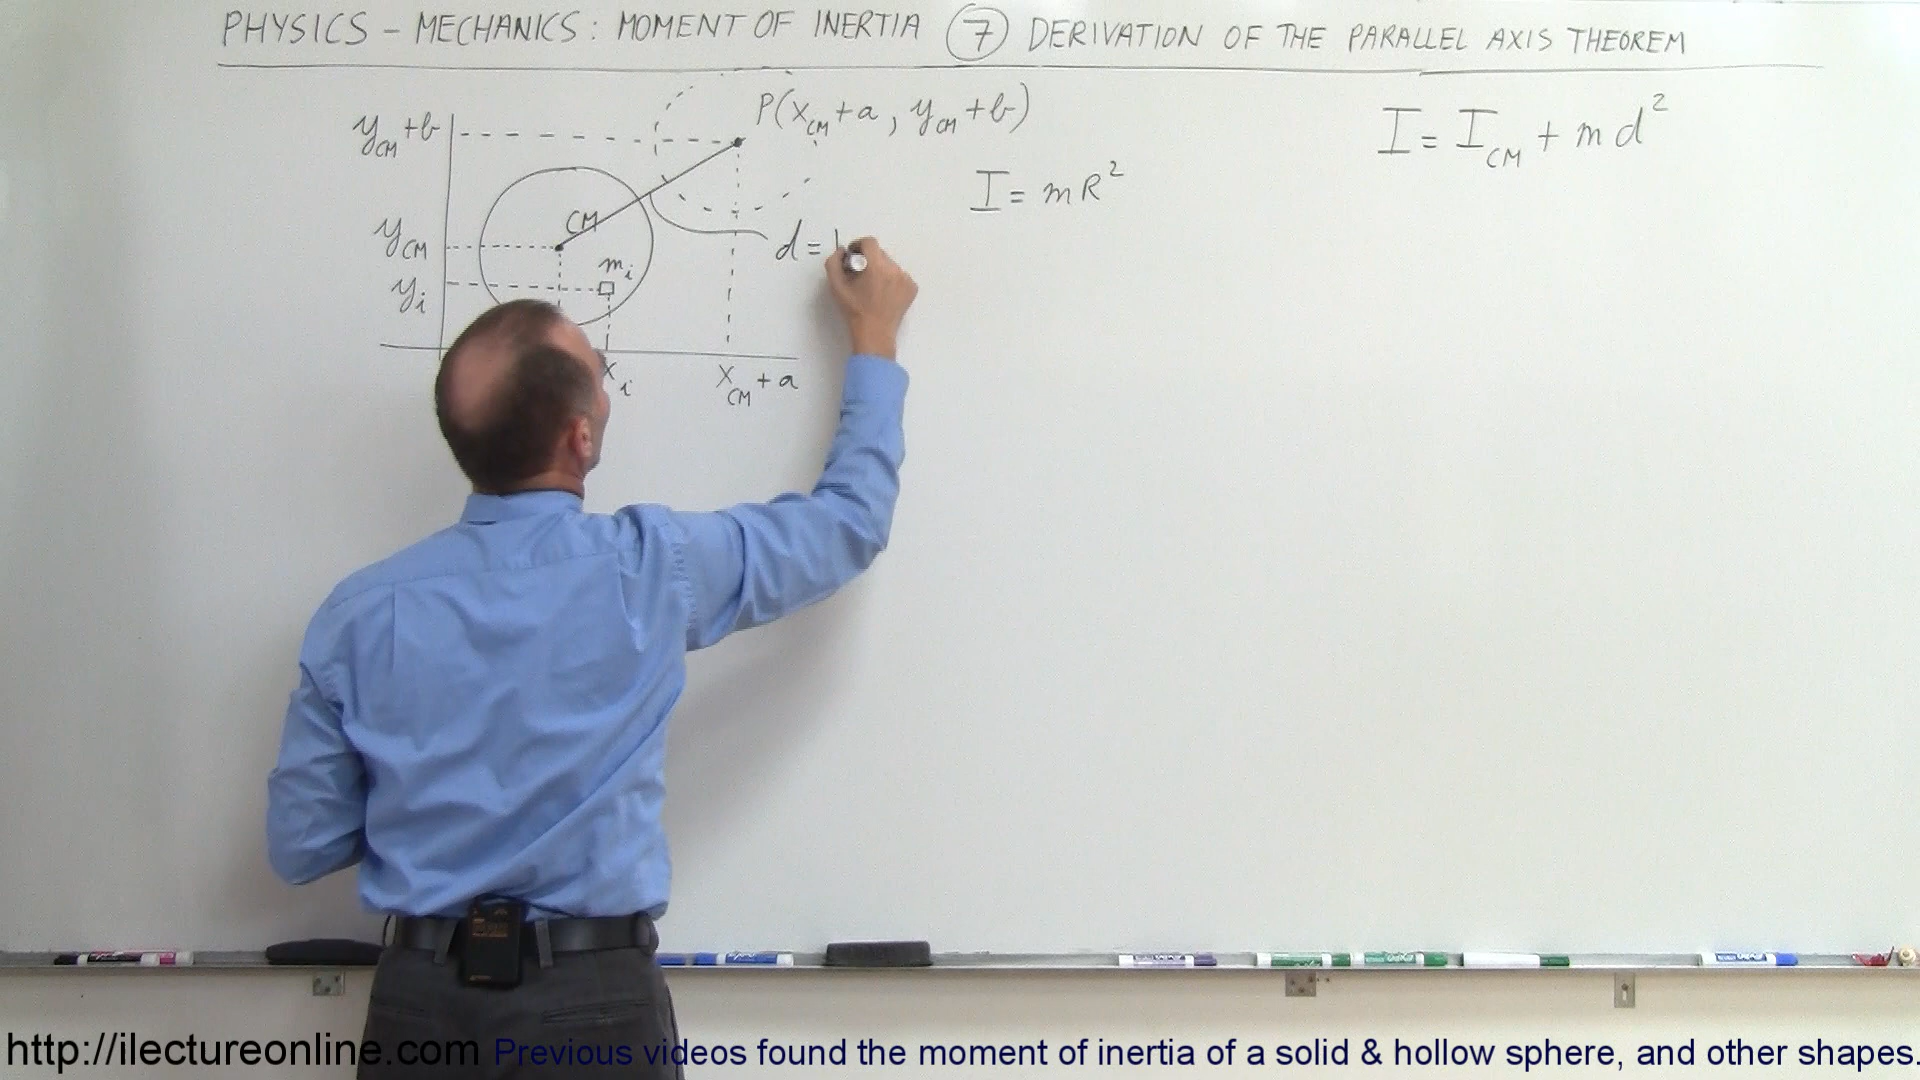 PHYSICS – MECHANICS: MOMENT OF INERTIA 7 DERIVATION OF THE PARALLEL AXIS THEOREM
P(x_CM + a, y_CM + b)
I = I_CM + md²
y_CM + b
I = mR²
CM
y_CM
d =
m_i
y_i
x_i
x_CM + a
http://ilectureonline.com Previous videos found the moment of inertia of a solid & hollow sphere, and other shapes.